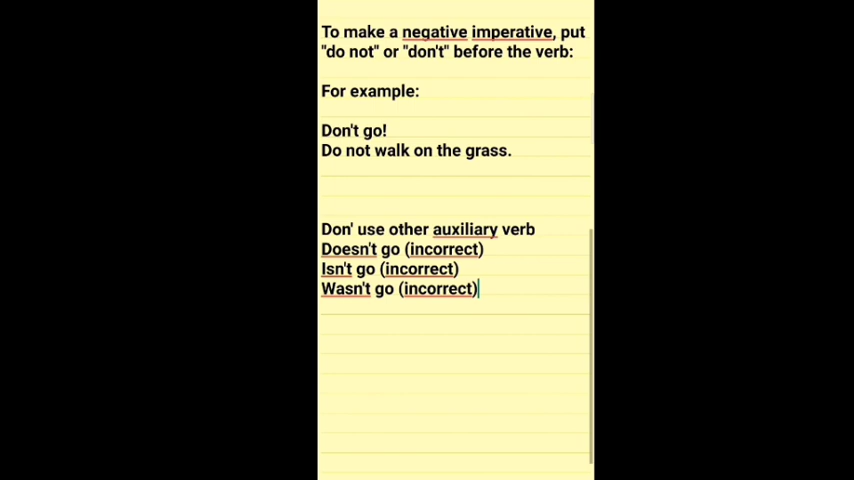 To make a negative imperative, put
"do not" or "don't" before the verb:
For example:
Don't go!
Do not walk on the grass.
Don' use other auxiliary verb
Doesn't go (incorrect)
Isn't go (incorrect)
Wasn't go (incorrect)